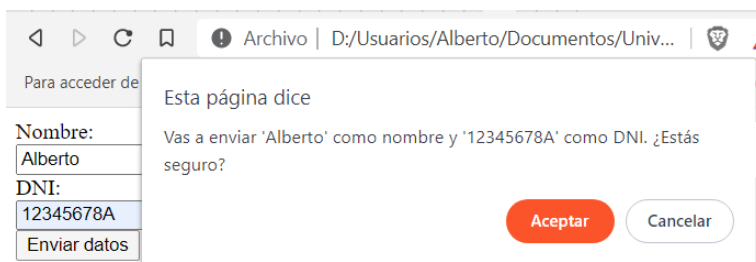 Archivo | D:/Usuarios/Alberto/Documentos/Univ...
Para acceder de
Esta página dice
Vas a enviar 'Alberto' como nombre y '12345678A' como DNI. ¿Estás
seguro?
Aceptar Cancelar
Nombre:
Alberto
DNI:
12345678A
Enviar datos